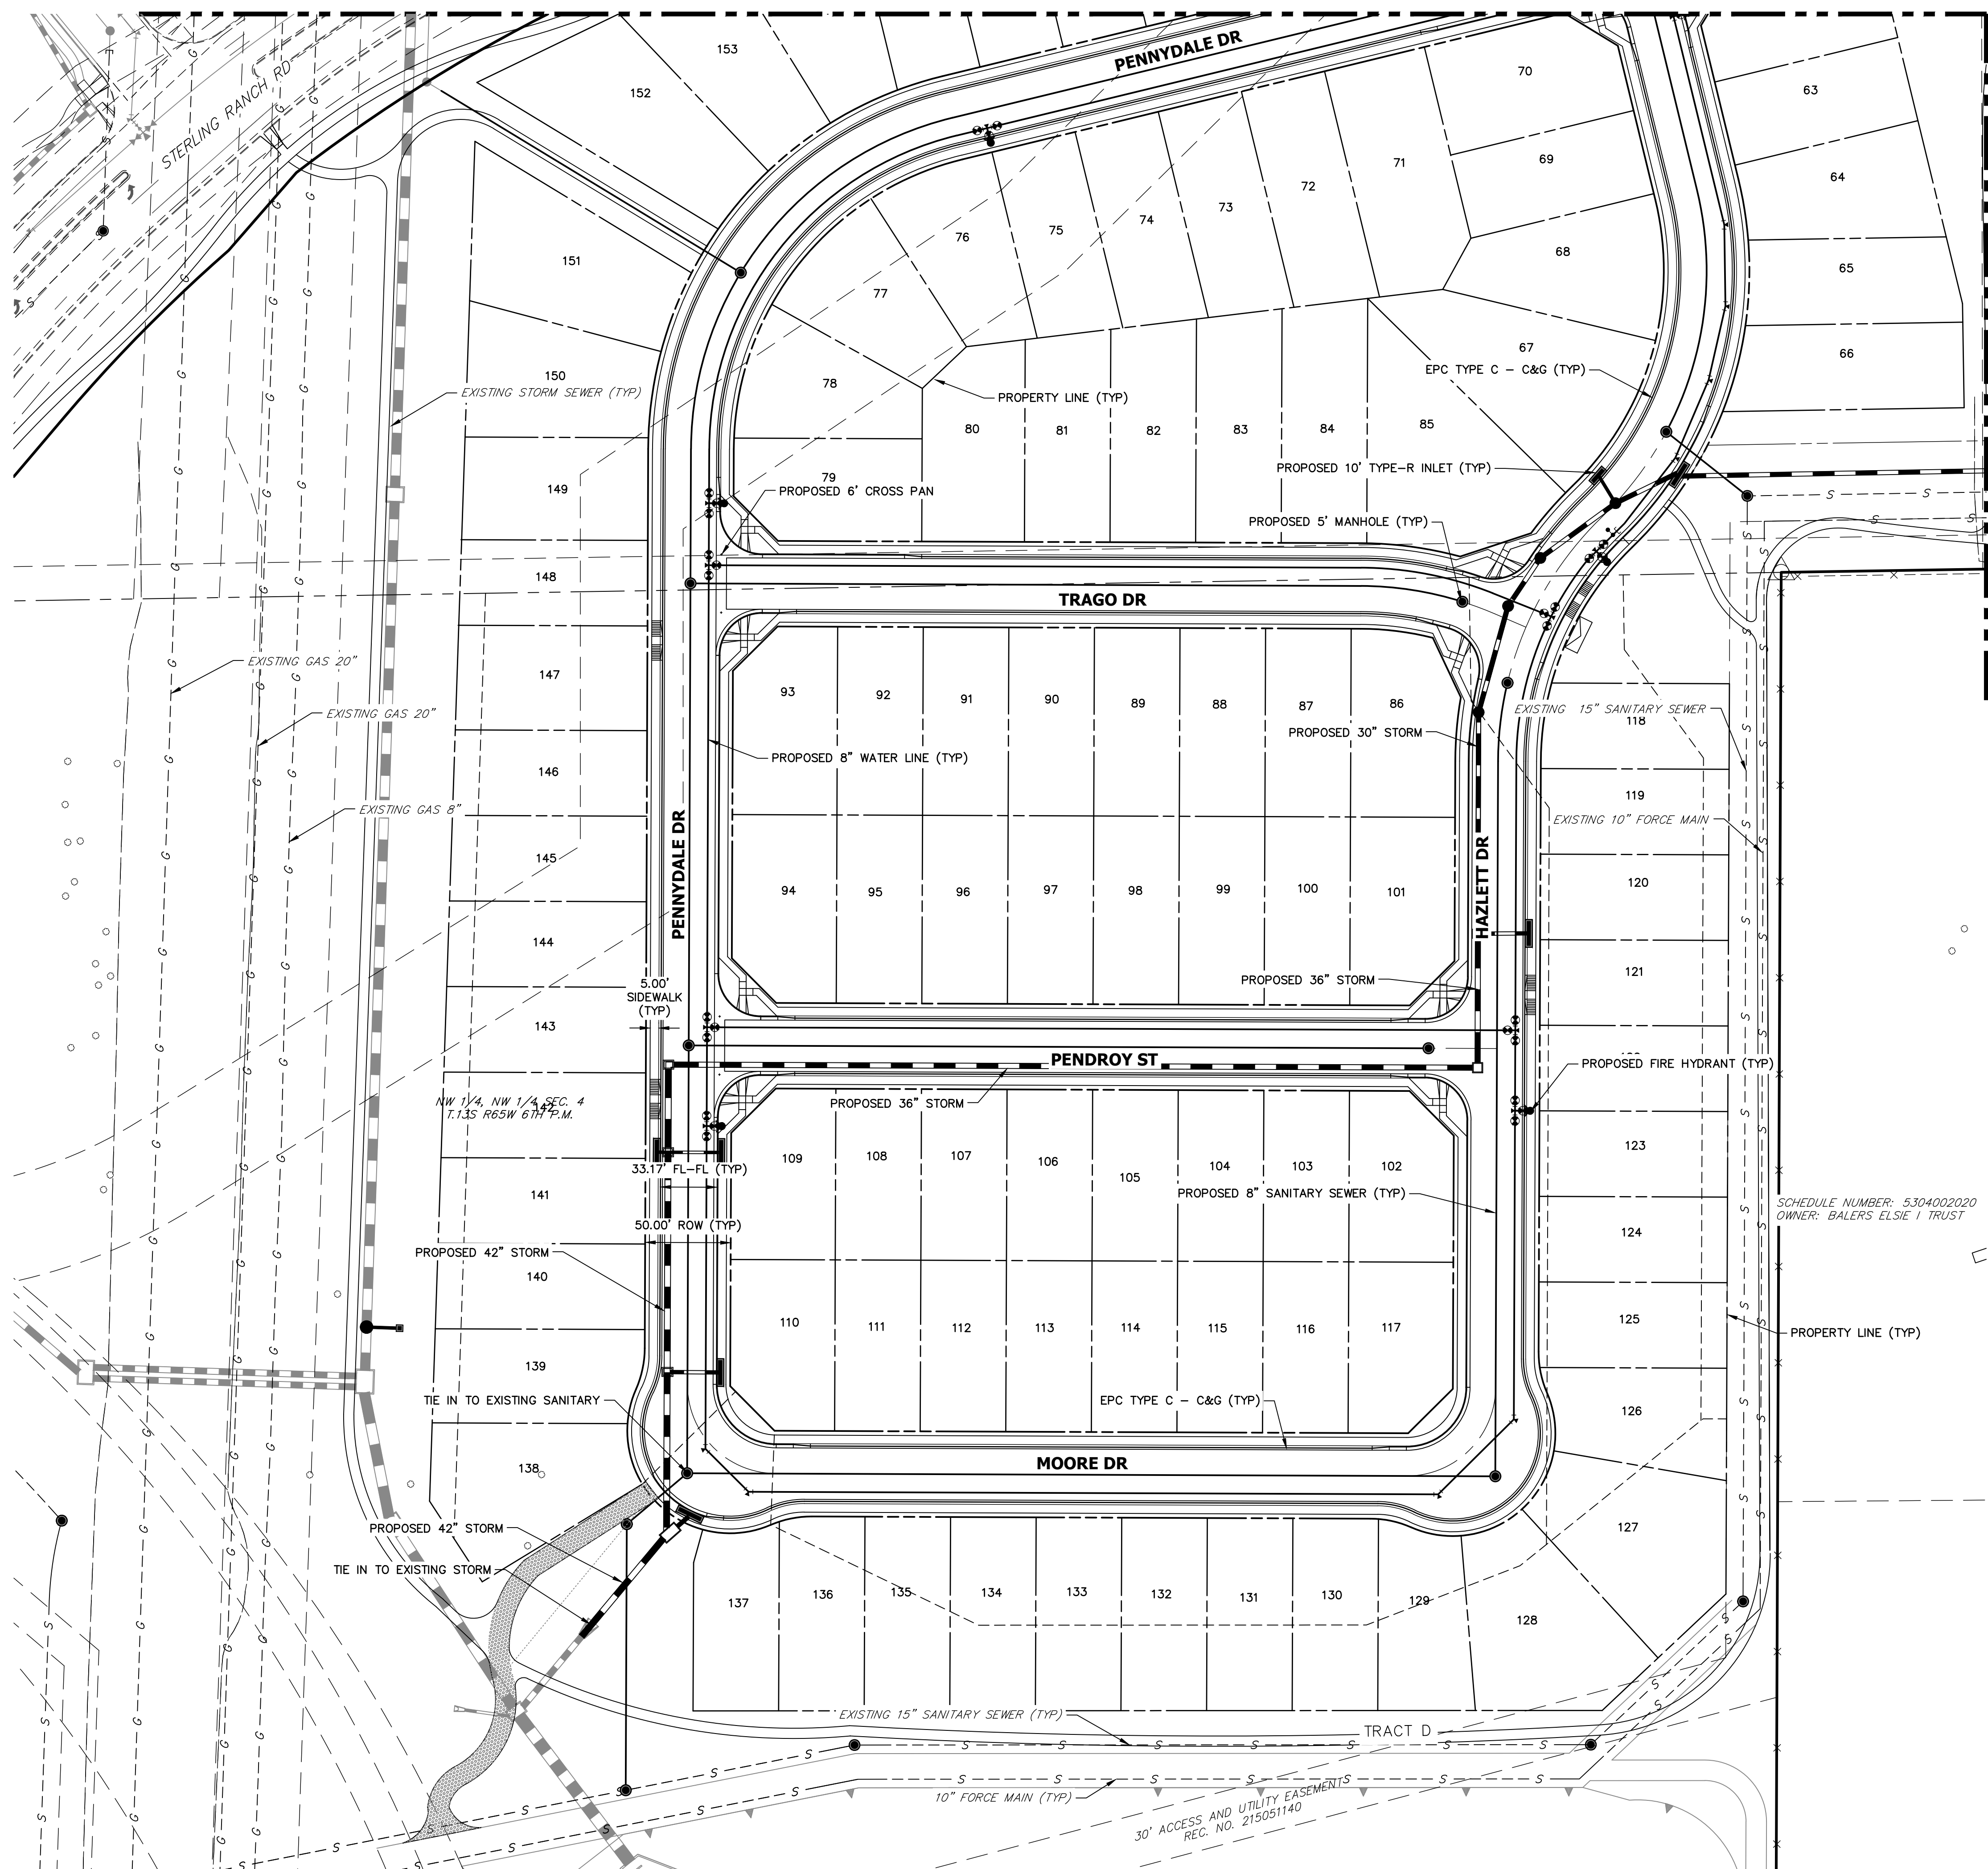 PENNYDALE DR
STERLING RANCH RD
153
152
70
63
69
71
72
64
73
74
75
76
151
68
65
77
67
66
150
78
EPC TYPE C – C&G (TYP)
EXISTING STORM SEWER (TYP)
PROPERTY LINE (TYP)
80
81
82
83
84
85
PROPOSED 10' TYPE–R INLET (TYP)
79
149
PROPOSED 6' CROSS PAN
PROPOSED 5' MANHOLE (TYP)
148
TRAGO DR
EXISTING GAS 20"
147
93
92
91
90
89
88
87
86
EXISTING 15" SANITARY SEWER
118
EXISTING GAS 20"
PROPOSED 30" STORM
PROPOSED 8" WATER LINE (TYP)
146
119
EXISTING GAS 8"
EXISTING 10" FORCE MAIN
PENNYDALE DR
HAZLETT DR
145
94
95
96
97
98
99
100
101
120
144
121
5.00'
SIDEWALK
(TYP)
PROPOSED 36" STORM
143
PENDROY ST
PROPOSED FIRE HYDRANT (TYP)
NW 1/4, NW 1/4, SEC. 4
142
T.13S R65W 6TH P.M.
PROPOSED 36" STORM
109
108
107
106
105
104
103
102
123
33.17' FL–FL (TYP)
141
PROPOSED 8" SANITARY SEWER (TYP)
SCHEDULE NUMBER: 5304002020
OWNER: BALERS ELSIE I TRUST
50.00' ROW (TYP)
124
PROPOSED 42" STORM
140
110
111
112
113
114
115
116
117
125
PROPERTY LINE (TYP)
139
TIE IN TO EXISTING SANITARY
EPC TYPE C – C&G (TYP)
126
138
MOORE DR
PROPOSED 42" STORM
127
TIE IN TO EXISTING STORM
137
136
135
134
133
132
131
130
129
128
EXISTING 15" SANITARY SEWER (TYP)
TRACT D
10" FORCE MAIN (TYP)
30' ACCESS AND UTILITY EASEMENT
REC. NO. 215051140